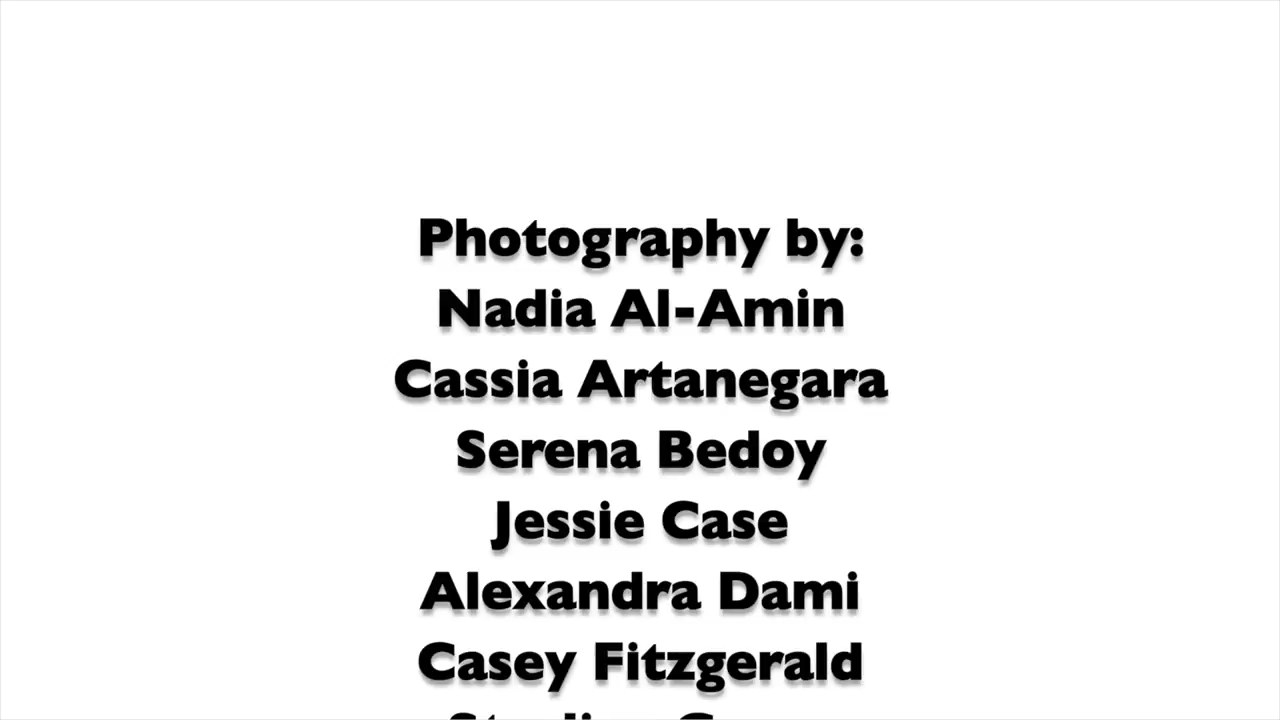 Photography by:
Nadia Al-Amin
Cassia Artanegara
Serena Bedoy
Jessie Case
Alexandra Dami
Casey Fitzgerald